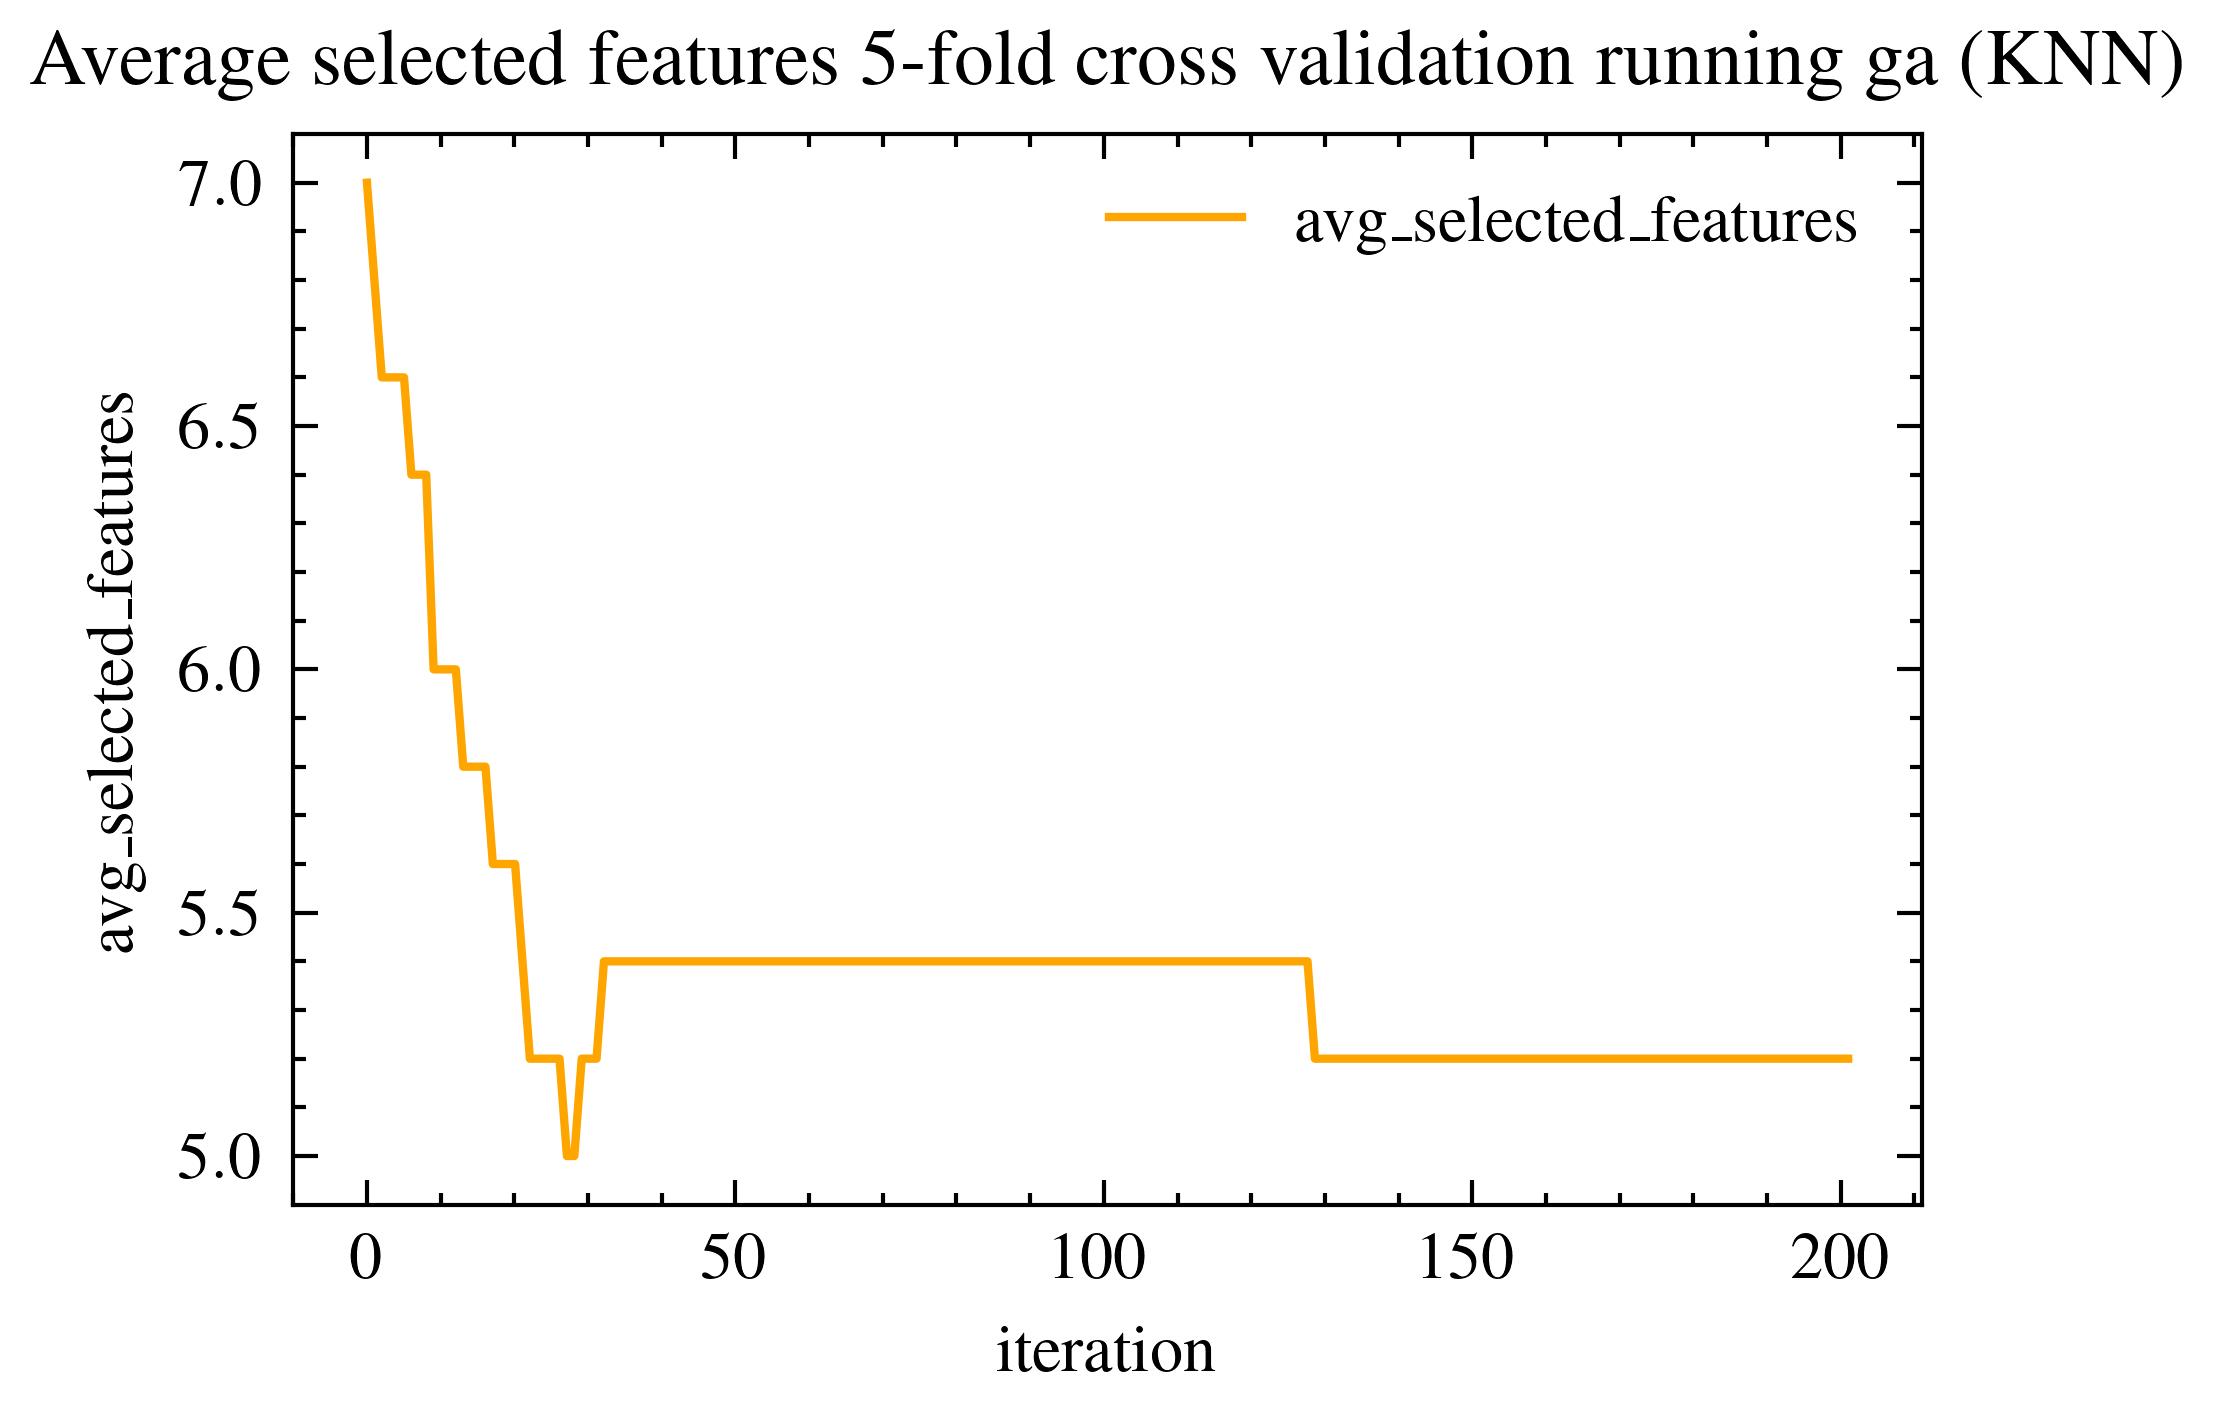 Average selected features 5-fold cross validation running ga (KNN)
avg_selected_features
7.0
6.5
6.0
5.5
5.0
avg_selected_features
0 50 100 150 200
iteration